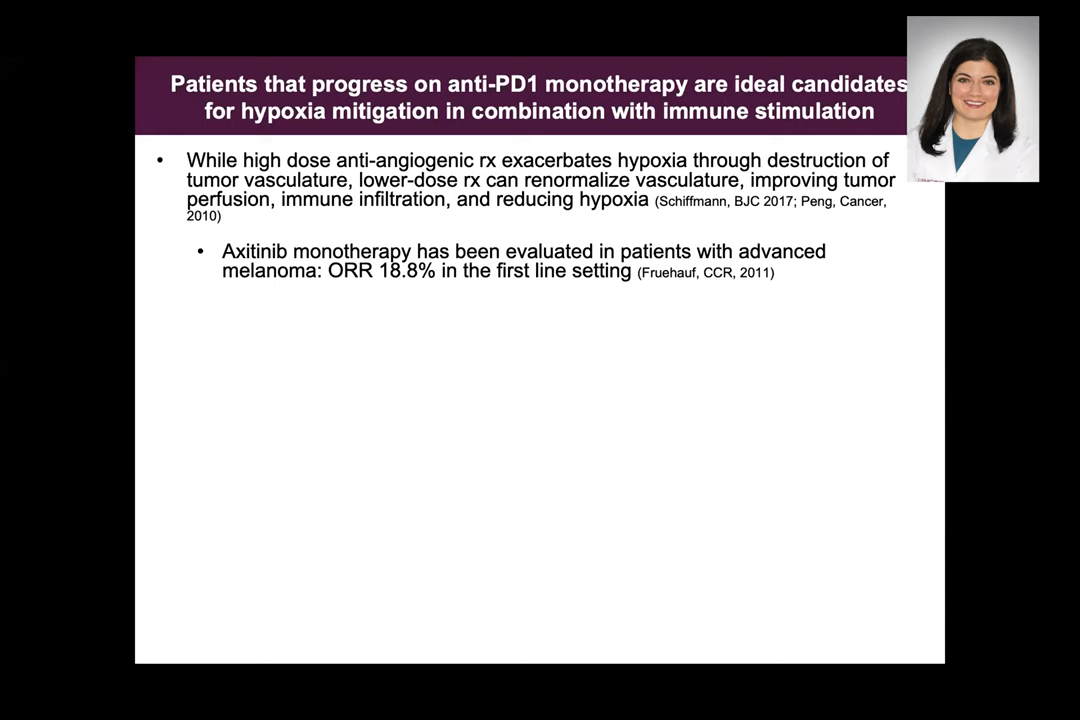 Patients that progress on anti-PD1 monotherapy are ideal candidates
for hypoxia mitigation in combination with immune stimulation
• While high dose anti-angiogenic rx exacerbates hypoxia through destruction of
tumor vasculature, lower-dose rx can renormalize vasculature, improving tumor
perfusion, immune infiltration, and reducing hypoxia (Schiffmann, BJC 2017; Peng, Cancer,
2010)
• Axitinib monotherapy has been evaluated in patients with advanced
melanoma: ORR 18.8% in the first line setting (Fruehauf, CCR, 2011)